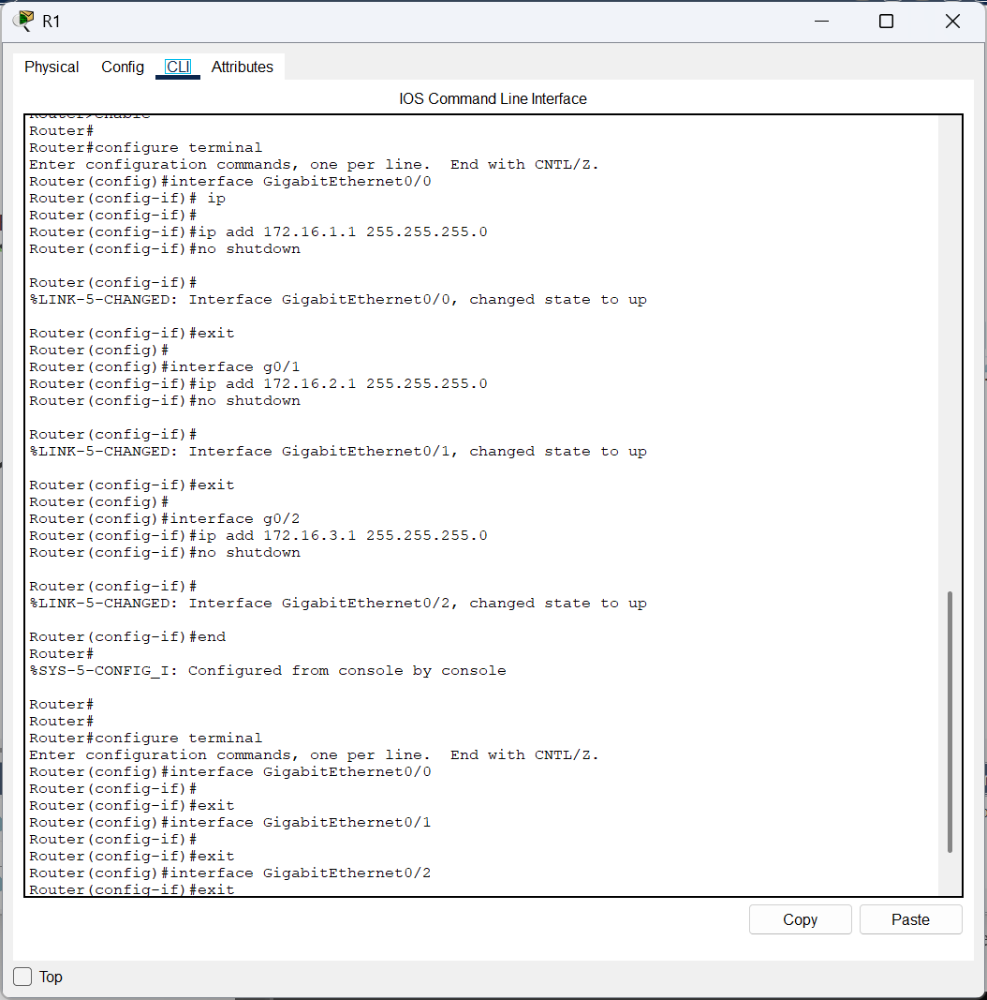 R1
Physical Config CLI Attributes
IOS Command Line Interface
Router>enable
Router#
Router#configure terminal
Enter configuration commands, one per line.  End with CNTL/Z.
Router(config)#interface GigabitEthernet0/0
Router(config-if)# ip
Router(config-if)#
Router(config-if)#ip add 172.16.1.1 255.255.255.0
Router(config-if)#no shutdown
Router(config-if)#
%LINK-5-CHANGED: Interface GigabitEthernet0/0, changed state to up
Router(config-if)#exit
Router(config)#
Router(config)#interface g0/1
Router(config-if)#ip add 172.16.2.1 255.255.255.0
Router(config-if)#no shutdown
Router(config-if)#
%LINK-5-CHANGED: Interface GigabitEthernet0/1, changed state to up
Router(config-if)#exit
Router(config)#
Router(config)#interface g0/2
Router(config-if)#ip add 172.16.3.1 255.255.255.0
Router(config-if)#no shutdown
Router(config-if)#
%LINK-5-CHANGED: Interface GigabitEthernet0/2, changed state to up
Router(config-if)#end
Router#
%SYS-5-CONFIG_I: Configured from console by console
Router#
Router#
Router#configure terminal
Enter configuration commands, one per line.  End with CNTL/Z.
Router(config)#interface GigabitEthernet0/0
Router(config-if)#
Router(config-if)#exit
Router(config)#interface GigabitEthernet0/1
Router(config-if)#
Router(config-if)#exit
Router(config)#interface GigabitEthernet0/2
Router(config-if)#exit
Copy Paste
Top